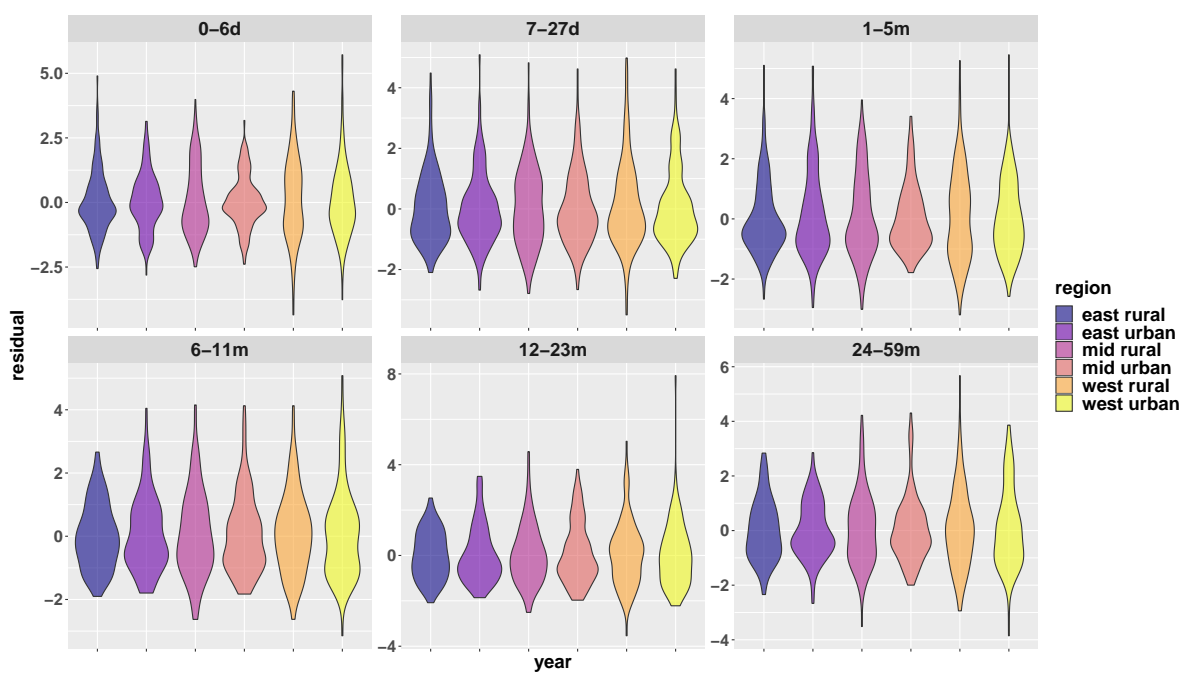 0−6d
7−27d
1−5m
5.0
2.5
0.0
−2.5
4
2
0
−2
4
2
0
−2
residual
6−11m
12−23m
24−59m
4
2
0
−2
8
4
0
−4
6
4
2
0
−2
−4
year
region
east rural
east urban
mid rural
mid urban
west rural
west urban